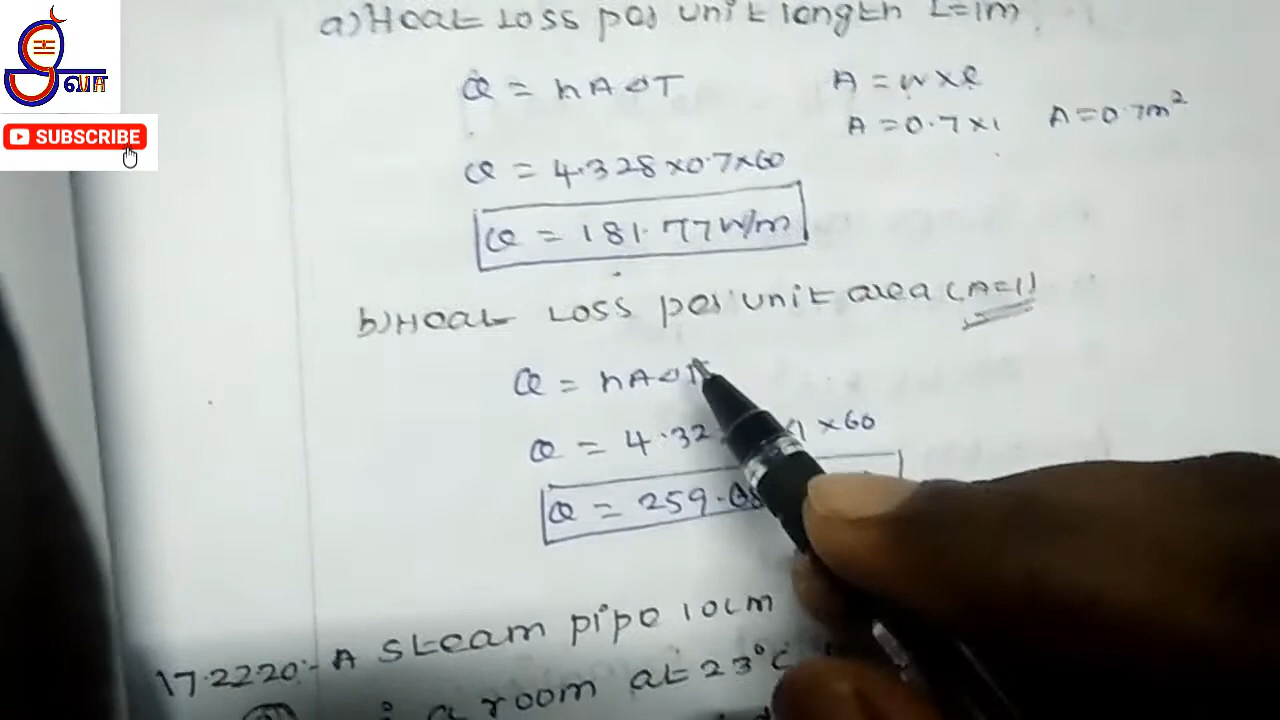 a) Heat Loss per unit length L=1m
Q = hAΔT
A = W×l
A = 0.7×1 A = 0.7m²
Q = 4.328×0.7×60
Q = 181.77 W/m
b) Heat Loss per unit area (A=1)
Q = hAΔT
Q = 4.32 ×1 ×60
Q = 259.
17.2220:- A steam pipe 10cm
a room at 23°C
வா
SUBSCRIBE